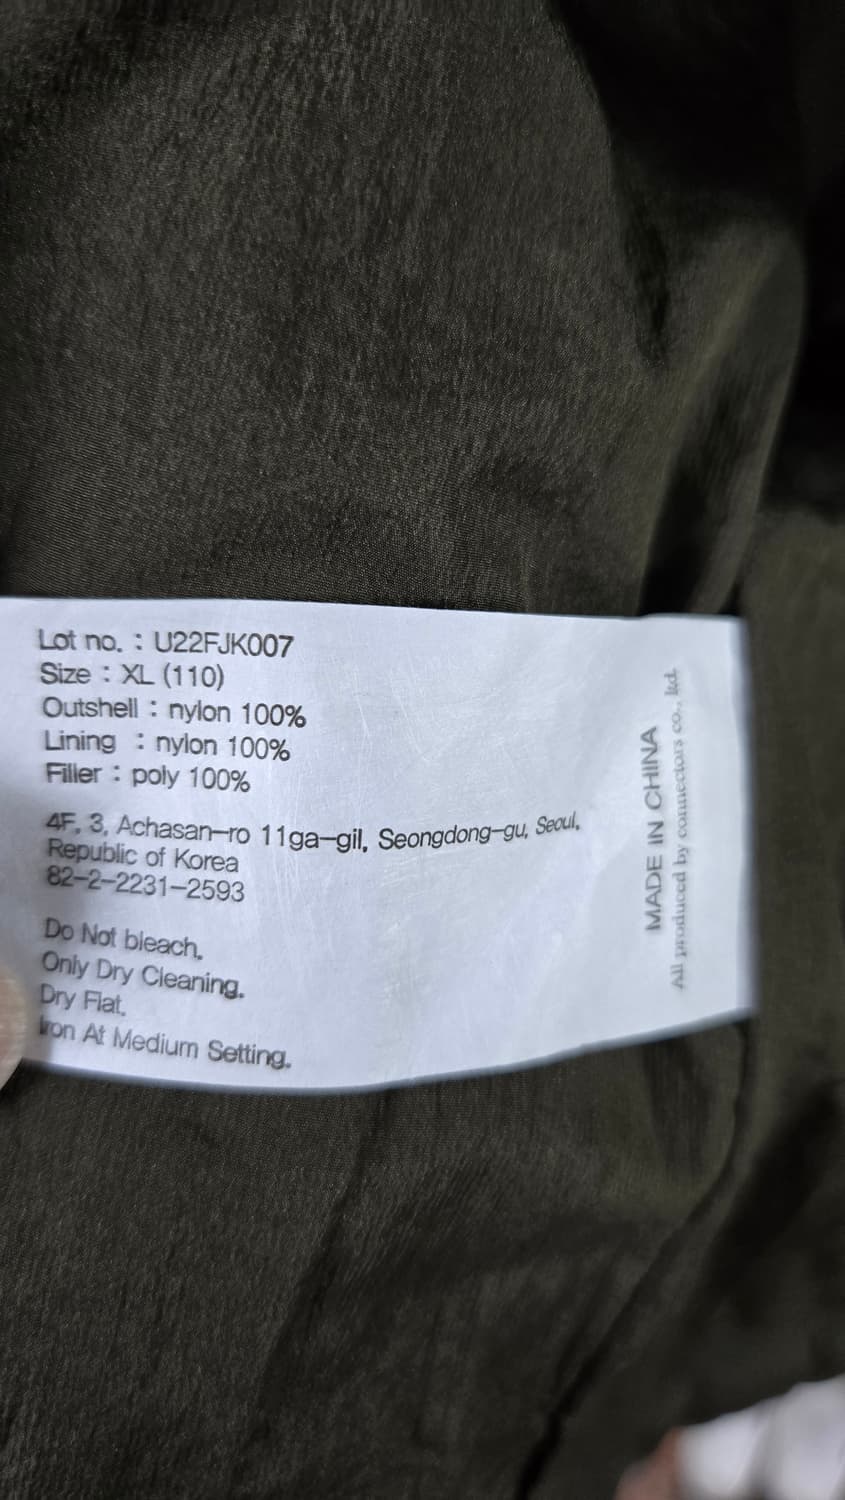 Lot no. : U22FJK007
Size : XL (110)
Outshell : nylon 100%
Lining : nylon 100%
Filler : poly 100%
4F, 3, Achasan-ro 11ga-gil, Seongdong-gu, Seoul,
Republic of Korea
82-2-2231-2593
Do Not bleach.
Only Dry Cleaning.
Dry Flat.
Iron At Medium Setting.
MADE IN CHINA
All produced by connectors co., ltd.